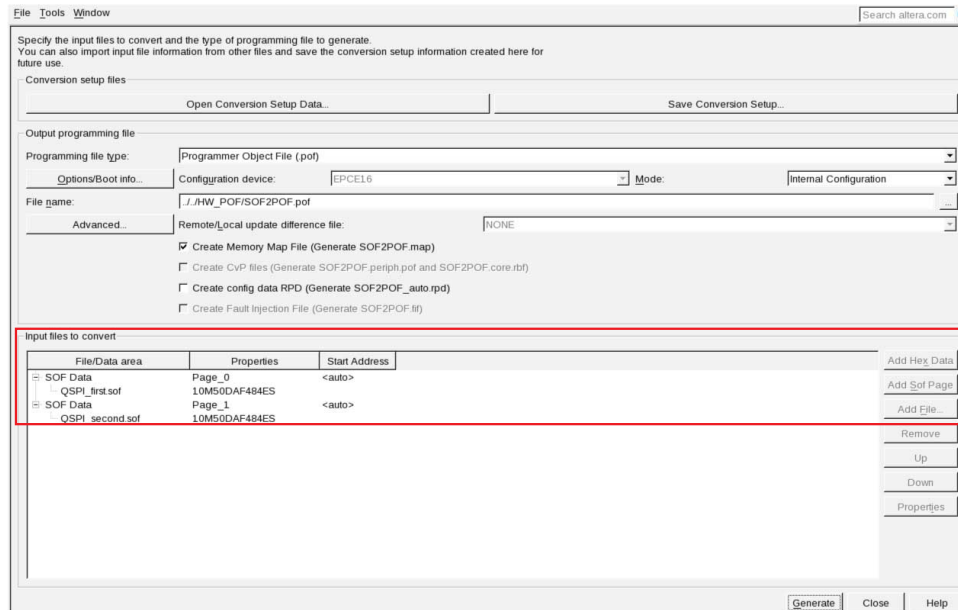 File Tools Window
Search altera.com
Specify the input files to convert and the type of programming file to generate.
You can also import input file information from other files and save the conversion setup information created here for
future use.
Conversion setup files
Open Conversion Setup Data... Save Conversion Setup...
Output programming file
Programming file type: Programmer Object File (.pof)
Options/Boot info... Configuration device: EPCE16 Mode: Internal Configuration
File name: ./../HW_POF/SOF2POF.pof ...
Advanced... Remote/Local update difference file: NONE
Create Memory Map File (Generate SOF2POF.map)
Create CvP files (Generate SOF2POF.periph.pof and SOF2POF.core.rbf)
Create config data RPD (Generate SOF2POF_auto.rpd)
Create Fault Injection File (Generate SOF2POF.fif)
Input files to convert
File/Data area Properties Start Address
SOF Data Page_0 <auto>
QSPI_first.sof 10M50DAF484ES
SOF Data Page_1 <auto>
QSPI_second.sof 10M50DAF484ES
Add Hex Data
Add Sof Page
Add File...
Remove
Up
Down
Properties
Generate Close Help